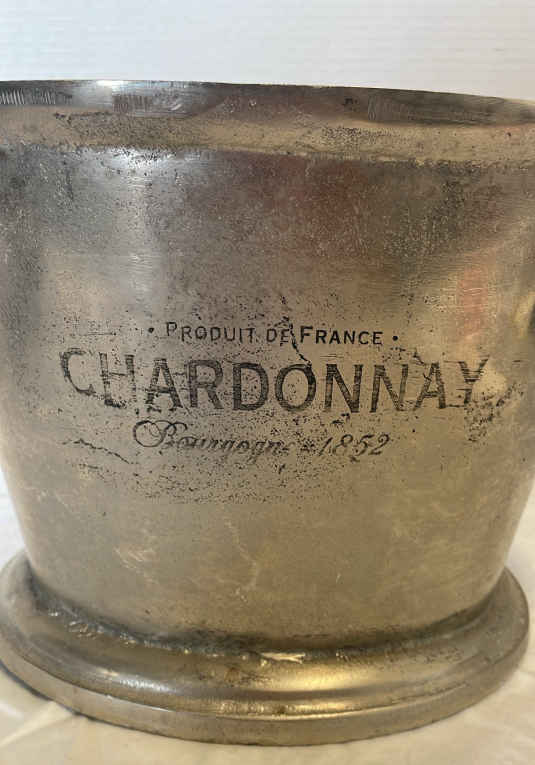 • PRODUIT DE FRANCE •
CHARDONNAY
Bourgogne - 1852